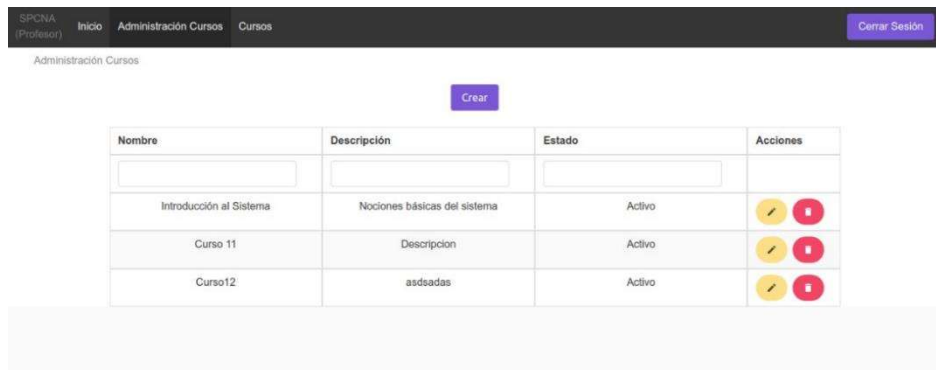 SPCNA
(Profesor)
Inicio
Administración Cursos
Cursos
Cerrar Sesión
Administración Cursos
Crear
Nombre Descripción Estado Acciones
Introducción al Sistema Nociones básicas del sistema Activo
Curso 11 Descripcion Activo
Curso12 asdsadas Activo